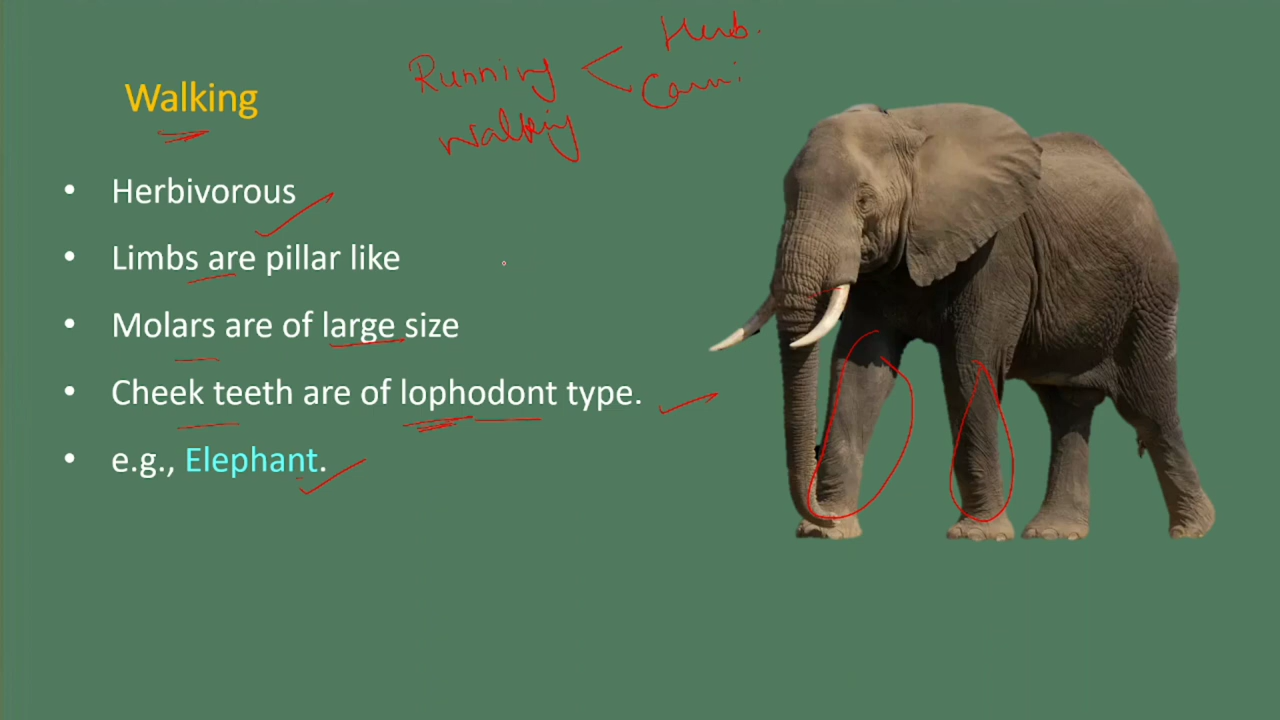 Running
Herb.
Carni
Walking
Walking
• Herbivorous
• Limbs are pillar like
• Molars are of large size
• Cheek teeth are of lophodont type.
• e.g., Elephant.